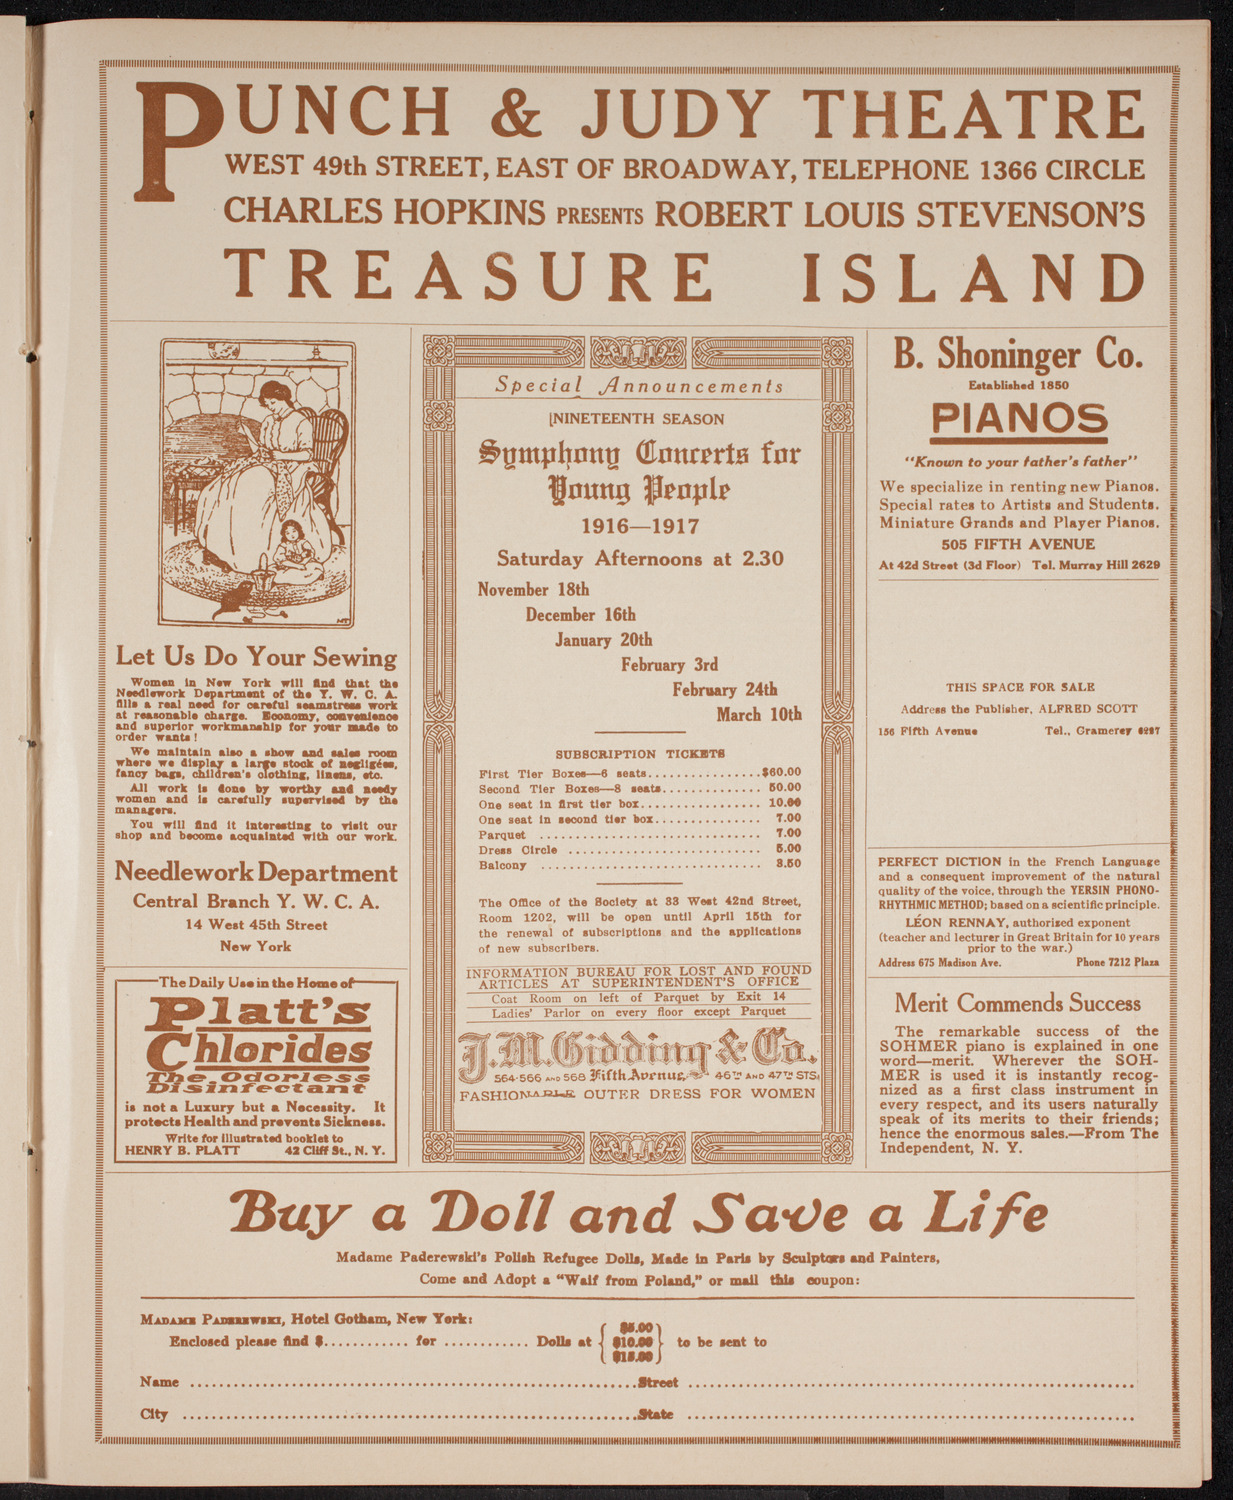 PUNCH & JUDY THEATRE
WEST 49th STREET, EAST OF BROADWAY, TELEPHONE 1366 CIRCLE
CHARLES HOPKINS PRESENTS ROBERT LOUIS STEVENSON'S
TREASURE ISLAND
MT
Let Us Do Your Sewing
Women in New York will find that the
Needlework Department of the Y. W. C. A.
fills a real need for careful seamstress work
at reasonable charge. Economy, convenience
and superior workmanship for your made to
order wants!
We maintain also a show and sales room
where we display a large stock of negligées,
fancy bags, children's clothing, linens, etc.
All work is done by worthy and needy
women and is carefully supervised by the
managers.
You will find it interesting to visit our
shop and become acquainted with our work.
Needlework Department
Central Branch Y. W. C. A.
14 West 45th Street
New York
The Daily Use in the Home of
Platt's
Chlorides
The Odorless
Disinfectant
is not a Luxury but a Necessity. It
protects Health and prevents Sickness.
Write for illustrated booklet to
HENRY B. PLATT 42 Cliff St., N. Y.
Special Announcements
NINETEENTH SEASON
Symphony Concerts for
Young People
1916—1917
Saturday Afternoons at 2.30
November 18th
December 16th
January 20th
February 3rd
February 24th
March 10th
SUBSCRIPTION TICKETS
First Tier Boxes—6 seats................$60.00
Second Tier Boxes—8 seats.............. 50.00
One seat in first tier box................. 10.00
One seat in second tier box............... 7.00
Parquet ................................ 7.00
Dress Circle ............................ 5.00
Balcony ................................ 3.50
The Office of the Society at 33 West 42nd Street,
Room 1202, will be open until April 15th for
the renewal of subscriptions and the applications
of new subscribers.
INFORMATION BUREAU FOR LOST AND FOUND
ARTICLES AT SUPERINTENDENT'S OFFICE
Coat Room on left of Parquet by Exit 14
Ladies' Parlor on every floor except Parquet
J.M. Gidding & Co.
564-566 AND 568 Fifth Avenue, 46TH AND 47TH STS.
FASHIONABLE OUTER DRESS FOR WOMEN
B. Shoninger Co.
Established 1850
PIANOS
"Known to your father's father"
We specialize in renting new Pianos.
Special rates to Artists and Students.
Miniature Grands and Player Pianos.
505 FIFTH AVENUE
At 42d Street (3d Floor) Tel. Murray Hill 2629
THIS SPACE FOR SALE
Address the Publisher, ALFRED SCOTT
156 Fifth Avenue Tel., Gramercy
PERFECT DICTION in the French Language
and a consequent improvement of the natural
quality of the voice, through the YERSIN PHONO-
RHYTHMIC METHOD; based on a scientific principle.
LÉON RENNAY, authorized exponent
(teacher and lecturer in Great Britain for 10 years
prior to the war.)
Address 675 Madison Ave. Phone 7212 Plaza
Merit Commends Success
The remarkable success of the
SOHMER piano is explained in one
word—merit. Wherever the SOH-
MER is used it is instantly recog-
nized as a first class instrument in
every respect, and its users naturally
speak of its merits to their friends;
hence the enormous sales.—From The
Independent, N. Y.
Buy a Doll and Save a Life
Madame Paderewski's Polish Refugee Dolls, Made in Paris by Sculptors and Painters,
Come and Adopt a "Waif from Poland," or mail this coupon:
MADAME PADEREWSKI, Hotel Gotham, New York:
Enclosed please find $............ for ............ Dolls at { $5.00 $10.00 $15.00 } to be sent to
Name ................................................Street ................................................
City ................................................State ................................................